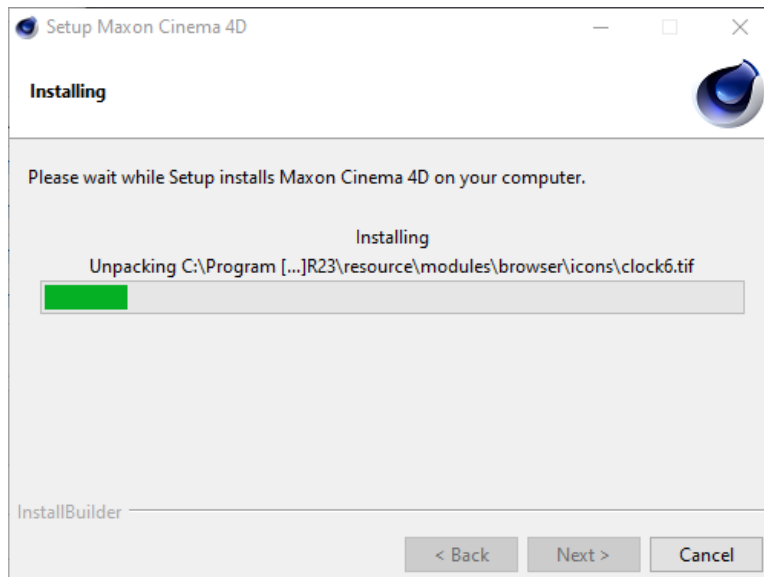 Setup Maxon Cinema 4D
Installing
Please wait while Setup installs Maxon Cinema 4D on your computer.
Installing
Unpacking C:\Program [...]R23\resource\modules\browser\icons\clock6.tif
InstallBuilder
< Back Next > Cancel